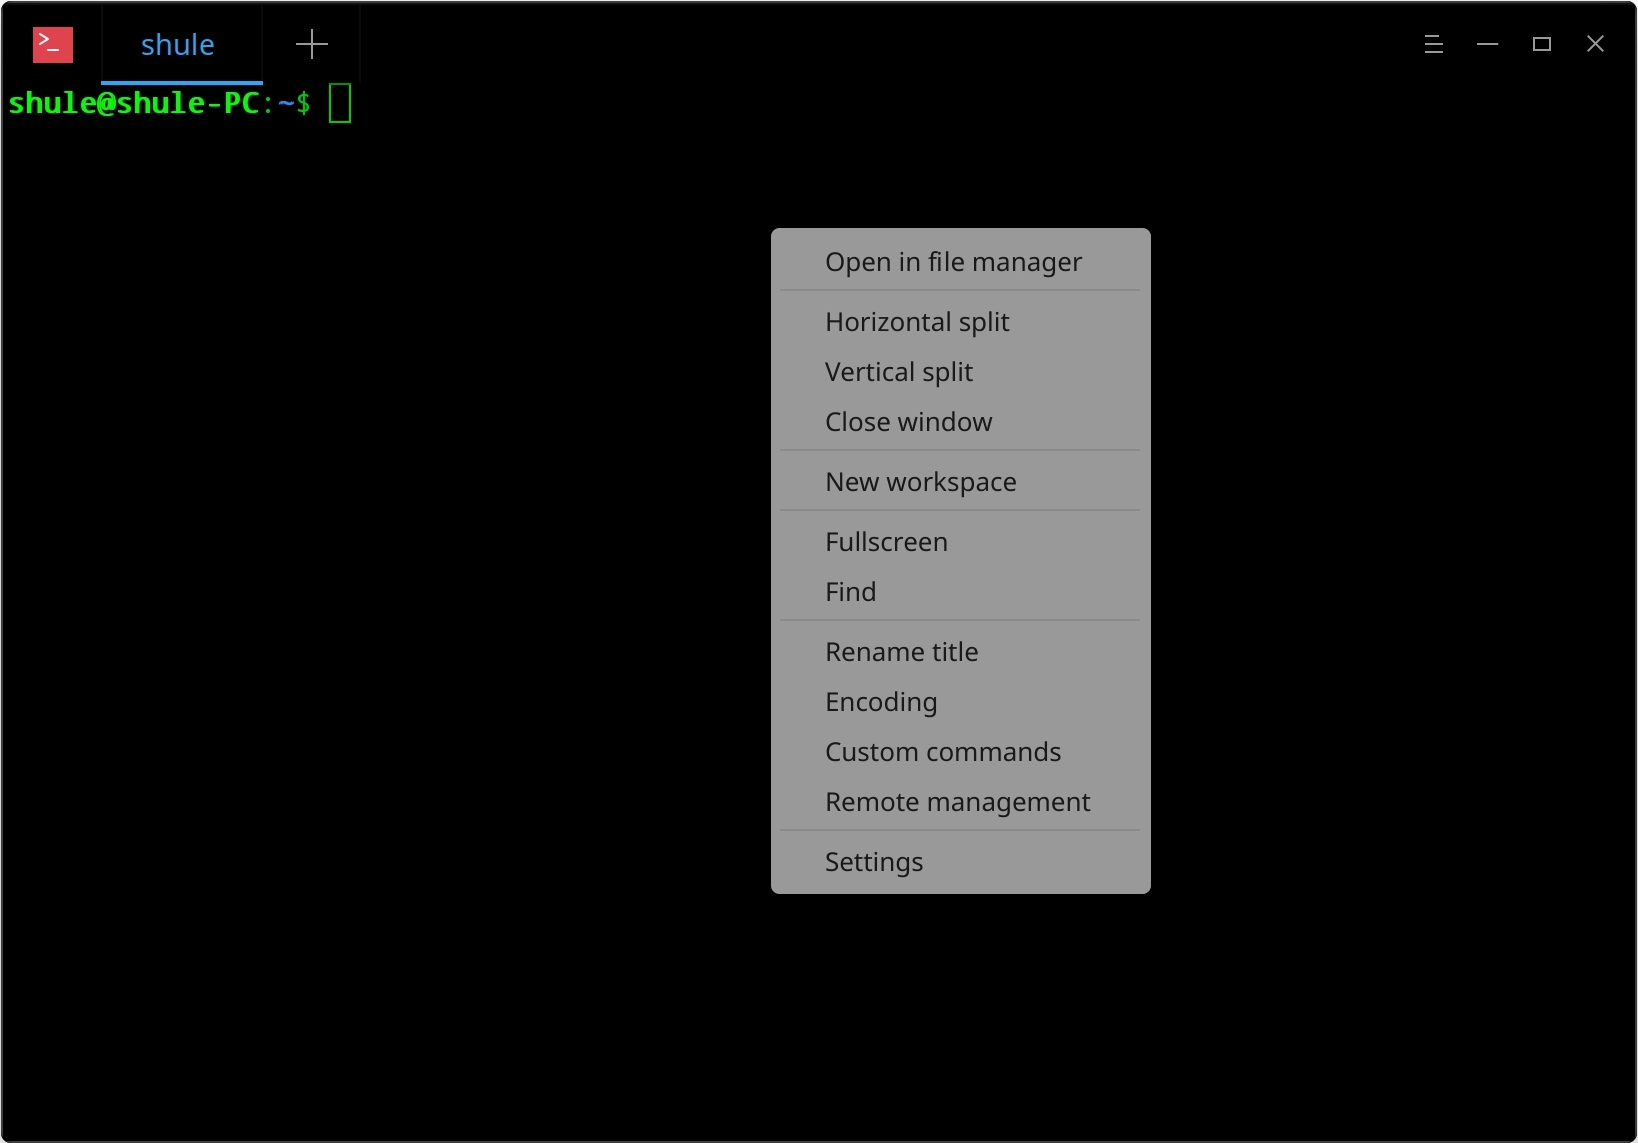 shule
shule@shule-PC:~$
Open in file manager
Horizontal split
Vertical split
Close window
New workspace
Fullscreen
Find
Rename title
Encoding
Custom commands
Remote management
Settings